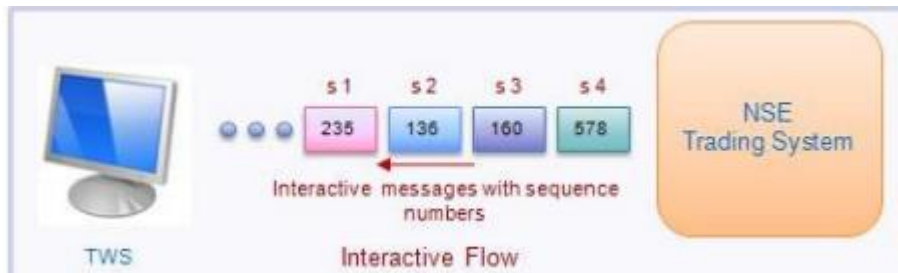 s 1 s 2 s 3 s 4
235 136 160 578
NSE
Trading System
Interactive messages with sequence
numbers
TWS
Interactive Flow